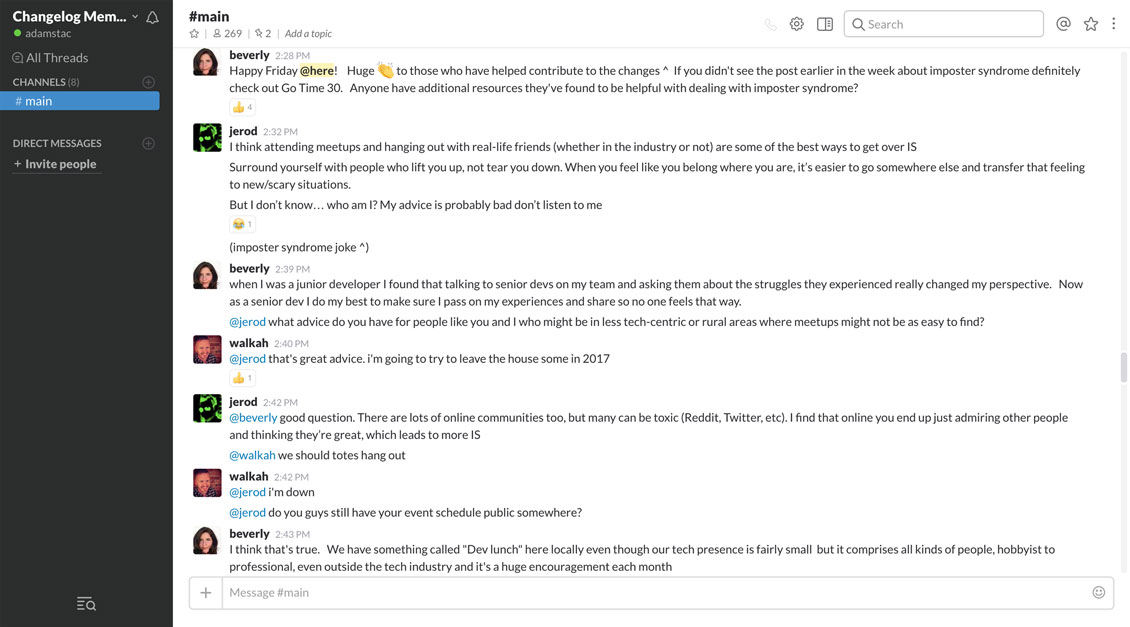 Changelog Mem...
adamstac
All Threads
CHANNELS (8)
# main
DIRECT MESSAGES
+ Invite people
#main
269
2
Add a topic
Search
beverly 2:28 PM
Happy Friday @here! Huge 👏 to those who have helped contribute to the changes ^ If you didn't see the post earlier in the week about imposter syndrome definitely
check out Go Time 30. Anyone have additional resources they've found to be helpful with dealing with imposter syndrome?
👍 4
jerod 2:32 PM
I think attending meetups and hanging out with real-life friends (whether in the industry or not) are some of the best ways to get over IS
Surround yourself with people who lift you up, not tear you down. When you feel like you belong where you are, it's easier to go somewhere else and transfer that feeling
to new/scary situations.
But I don't know… who am I? My advice is probably bad don't listen to me
😂 1
(imposter syndrome joke ^)
beverly 2:39 PM
when I was a junior developer I found that talking to senior devs on my team and asking them about the struggles they experienced really changed my perspective. Now
as a senior dev I do my best to make sure I pass on my experiences and share so no one feels that way.
@jerod what advice do you have for people like you and I who might be in less tech-centric or rural areas where meetups might not be as easy to find?
walkah 2:40 PM
@jerod that's great advice. i'm going to try to leave the house some in 2017
👍 1
jerod 2:42 PM
@beverly good question. There are lots of online communities too, but many can be toxic (Reddit, Twitter, etc). I find that online you end up just admiring other people
and thinking they're great, which leads to more IS
@walkah we should totes hang out
walkah 2:42 PM
@jerod i'm down
@jerod do you guys still have your event schedule public somewhere?
beverly 2:43 PM
I think that's true. We have something called "Dev lunch" here locally even though our tech presence is fairly small but it comprises all kinds of people, hobbyist to
professional, even outside the tech industry and it's a huge encouragement each month
Message #main